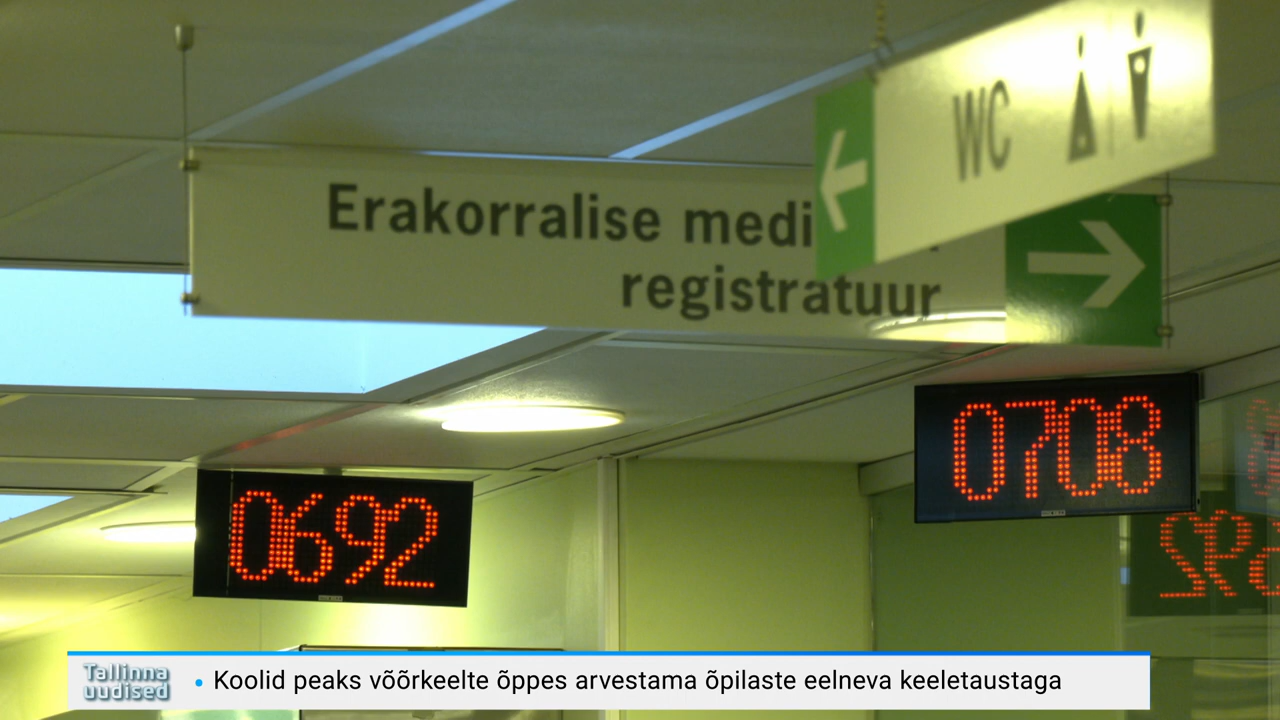 WC
Erakorralise medi
registratuur
0708
0692
Tallinna
uudised
• Koolid peaks võõrkeelte õppes arvestama õpilaste eelneva keeletaustaga